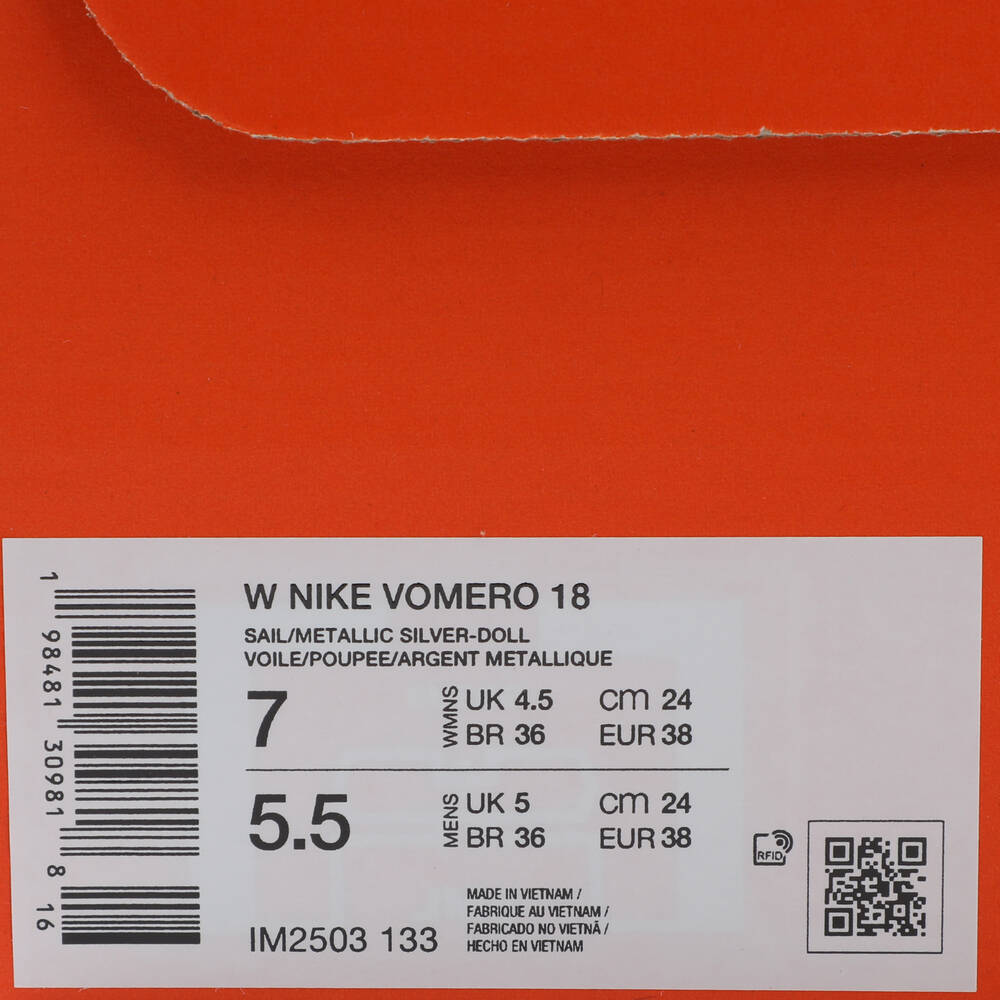 W NIKE VOMERO 18
SAIL/METALLIC SILVER-DOLL
VOILE/POUPEE/ARGENT METALLIQUE
7 WMNS UK 4.5 CM 24
BR 36 EUR 38
5.5 MENS UK 5 CM 24
BR 36 EUR 38
RFID
IM2503 133
MADE IN VIETNAM /
FABRIQUE AU VIETNAM /
FABRICADO NO VIETNÃ /
HECHO EN VIETNAM
1 98481 30981 8 16